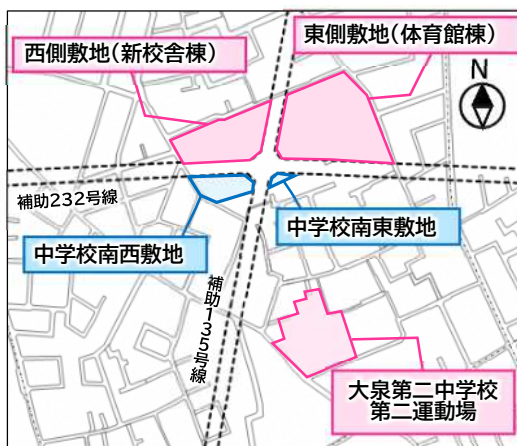 西側敷地(新校舎棟)
東側敷地(体育館棟)
N
補助232号線
中学校南西敷地
中学校南東敷地
補助135号線
大泉第二中学校
第二運動場